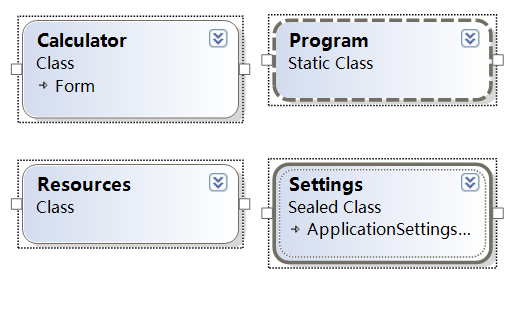 Calculator
Class
Form
Program
Static Class
Resources
Class
Settings
Sealed Class
ApplicationSettings...